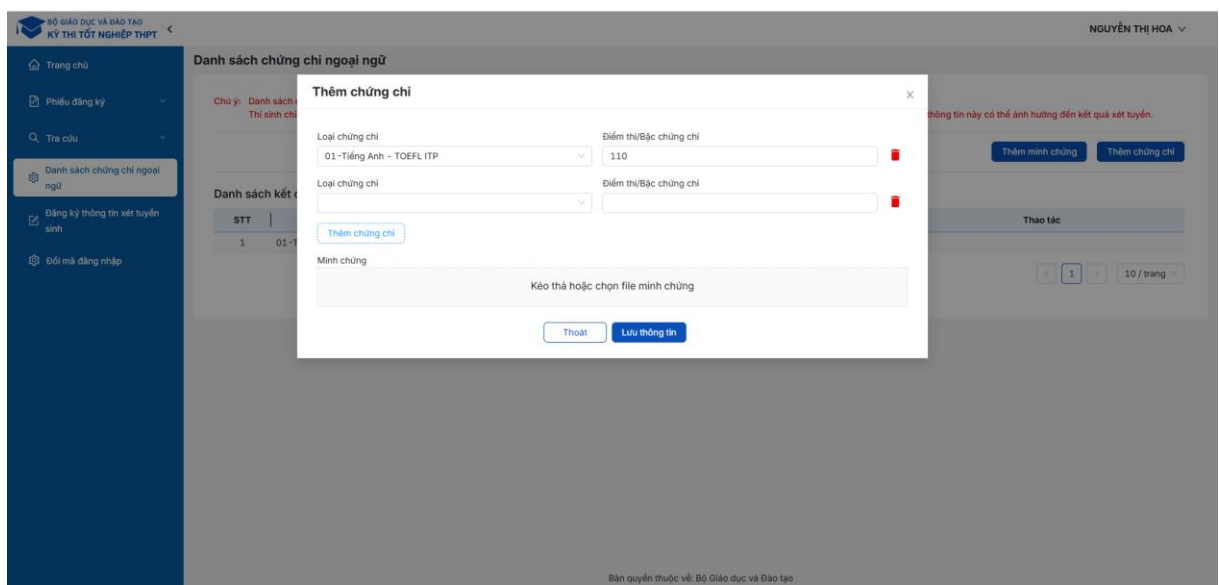 BỘ GIÁO DỤC VÀ ĐÀO TẠO
KỲ THI TỐT NGHIỆP THPT
NGUYỄN THỊ HOA
Trang chủ
Phiếu đăng ký
Tra cứu
Danh sách chứng chỉ ngoại
ngữ
Đăng ký thông tin xét tuyển
sinh
Đổi mã đăng nhập
Danh sách chứng chỉ ngoại ngữ
Chú ý: Danh sách
Thí sinh chỉ
thông tin này có thể ảnh hưởng đến kết quả xét tuyển.
Thêm minh chứng
Thêm chứng chỉ
Danh sách kết
STT
Thao tác
1 01-T
1
10 / trang
Thêm chứng chỉ
Loại chứng chỉ
Điểm thi/Bậc chứng chỉ
01-Tiếng Anh - TOEFL ITP
110
Loại chứng chỉ
Điểm thi/Bậc chứng chỉ
Thêm chứng chỉ
Minh chứng
Kéo thả hoặc chọn file minh chứng
Thoát
Lưu thông tin
Bản quyền thuộc về: Bộ Giáo dục và Đào tạo